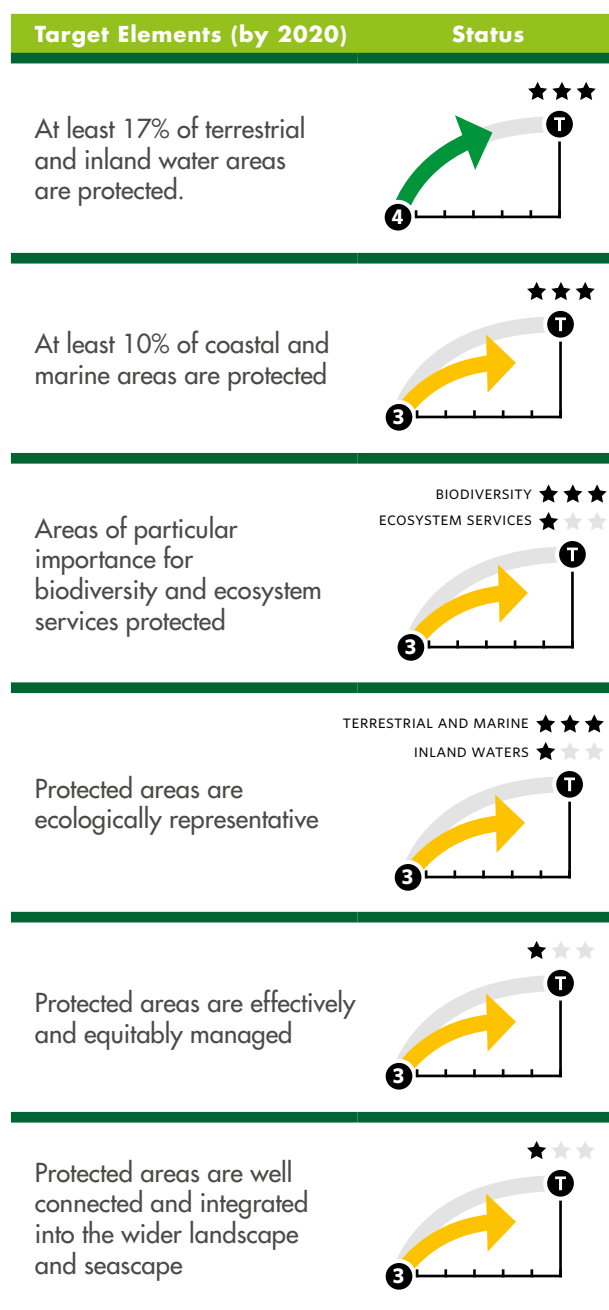 Target Elements (by 2020) Status
At least 17% of terrestrial
and inland water areas
are protected.
T
4
At least 10% of coastal and
marine areas are protected
T
3
Areas of particular
importance for
biodiversity and ecosystem
services protected
BIODIVERSITY
ECOSYSTEM SERVICES
T
3
Protected areas are
ecologically representative
TERRESTRIAL AND MARINE
INLAND WATERS
T
3
Protected areas are effectively
and equitably managed
T
3
Protected areas are well
connected and integrated
into the wider landscape
and seascape
T
3